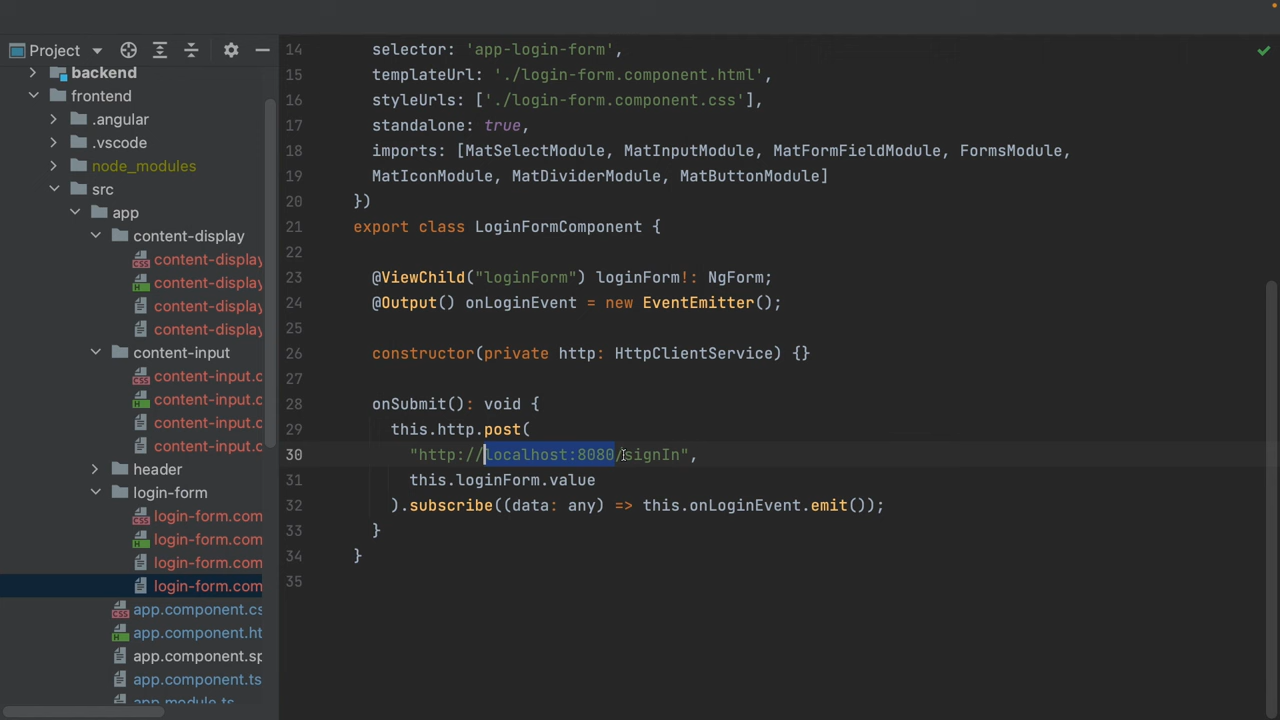 Project
backend
frontend
.angular
.vscode
node_modules
src
app
content-display
content-display
content-display
content-display
content-display
content-input
content-input.c
content-input.c
content-input.c
content-input.c
header
login-form
login-form.com
login-form.com
login-form.com
login-form.com
app.component.cs
app.component.ht
app.component.sp
app.component.ts
app.module.ts
14 selector: 'app-login-form',
15 templateUrl: './login-form.component.html',
16 styleUrls: ['./login-form.component.css'],
17 standalone: true,
18 imports: [MatSelectModule, MatInputModule, MatFormFieldModule, FormsModule,
19 MatIconModule, MatDividerModule, MatButtonModule]
20 })
21 export class LoginFormComponent {
22
23 @ViewChild("loginForm") loginForm!: NgForm;
24 @Output() onLoginEvent = new EventEmitter();
25
26 constructor(private http: HttpClientService) {}
27
28 onSubmit(): void {
29 this.http.post(
30 "http://localhost:8080/signIn",
31 this.loginForm.value
32 ).subscribe((data: any) => this.onLoginEvent.emit());
33 }
34 }
35